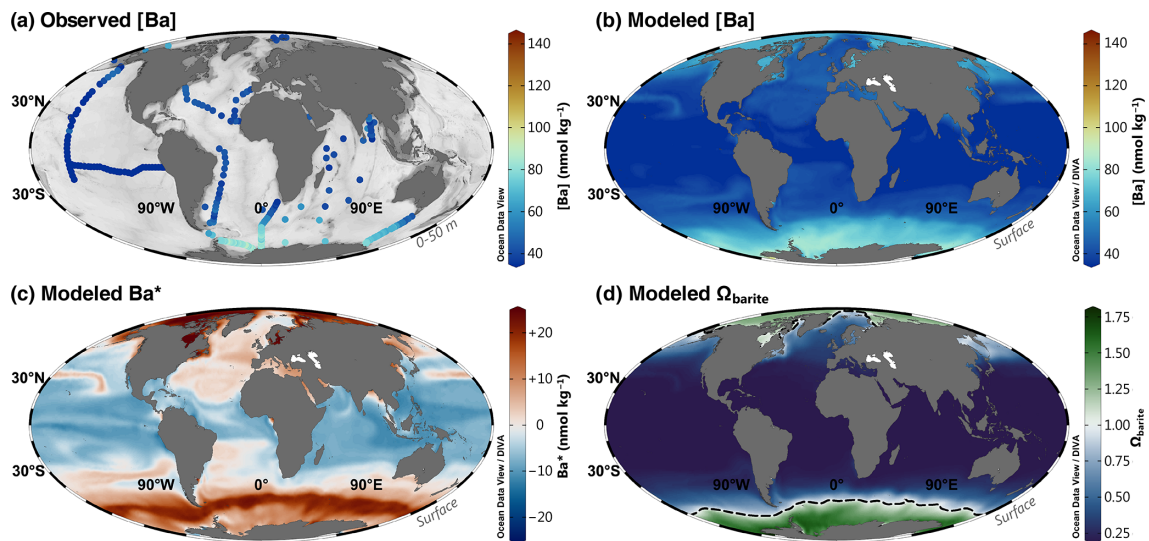 (a) Observed [Ba]
30°N
30°S
90°W
0°
90°E
0-50 m
Ocean Data View
140
120
100
80
60
40
[Ba] (nmol kg⁻¹)
(b) Modeled [Ba]
30°N
30°S
90°W
0°
90°E
Surface
Ocean Data View / DIVA
140
120
100
80
60
40
[Ba] (nmol kg⁻¹)
(c) Modeled Ba*
30°N
30°S
90°W
0°
90°E
Surface
Ocean Data View / DIVA
+20
+10
0
−10
−20
Ba* (nmol kg⁻¹)
(d) Modeled Ωbarite
30°N
30°S
90°W
0°
90°E
Surface
Ocean Data View / DIVA
1.75
1.50
1.25
1.00
0.75
0.50
0.25
Ωbarite